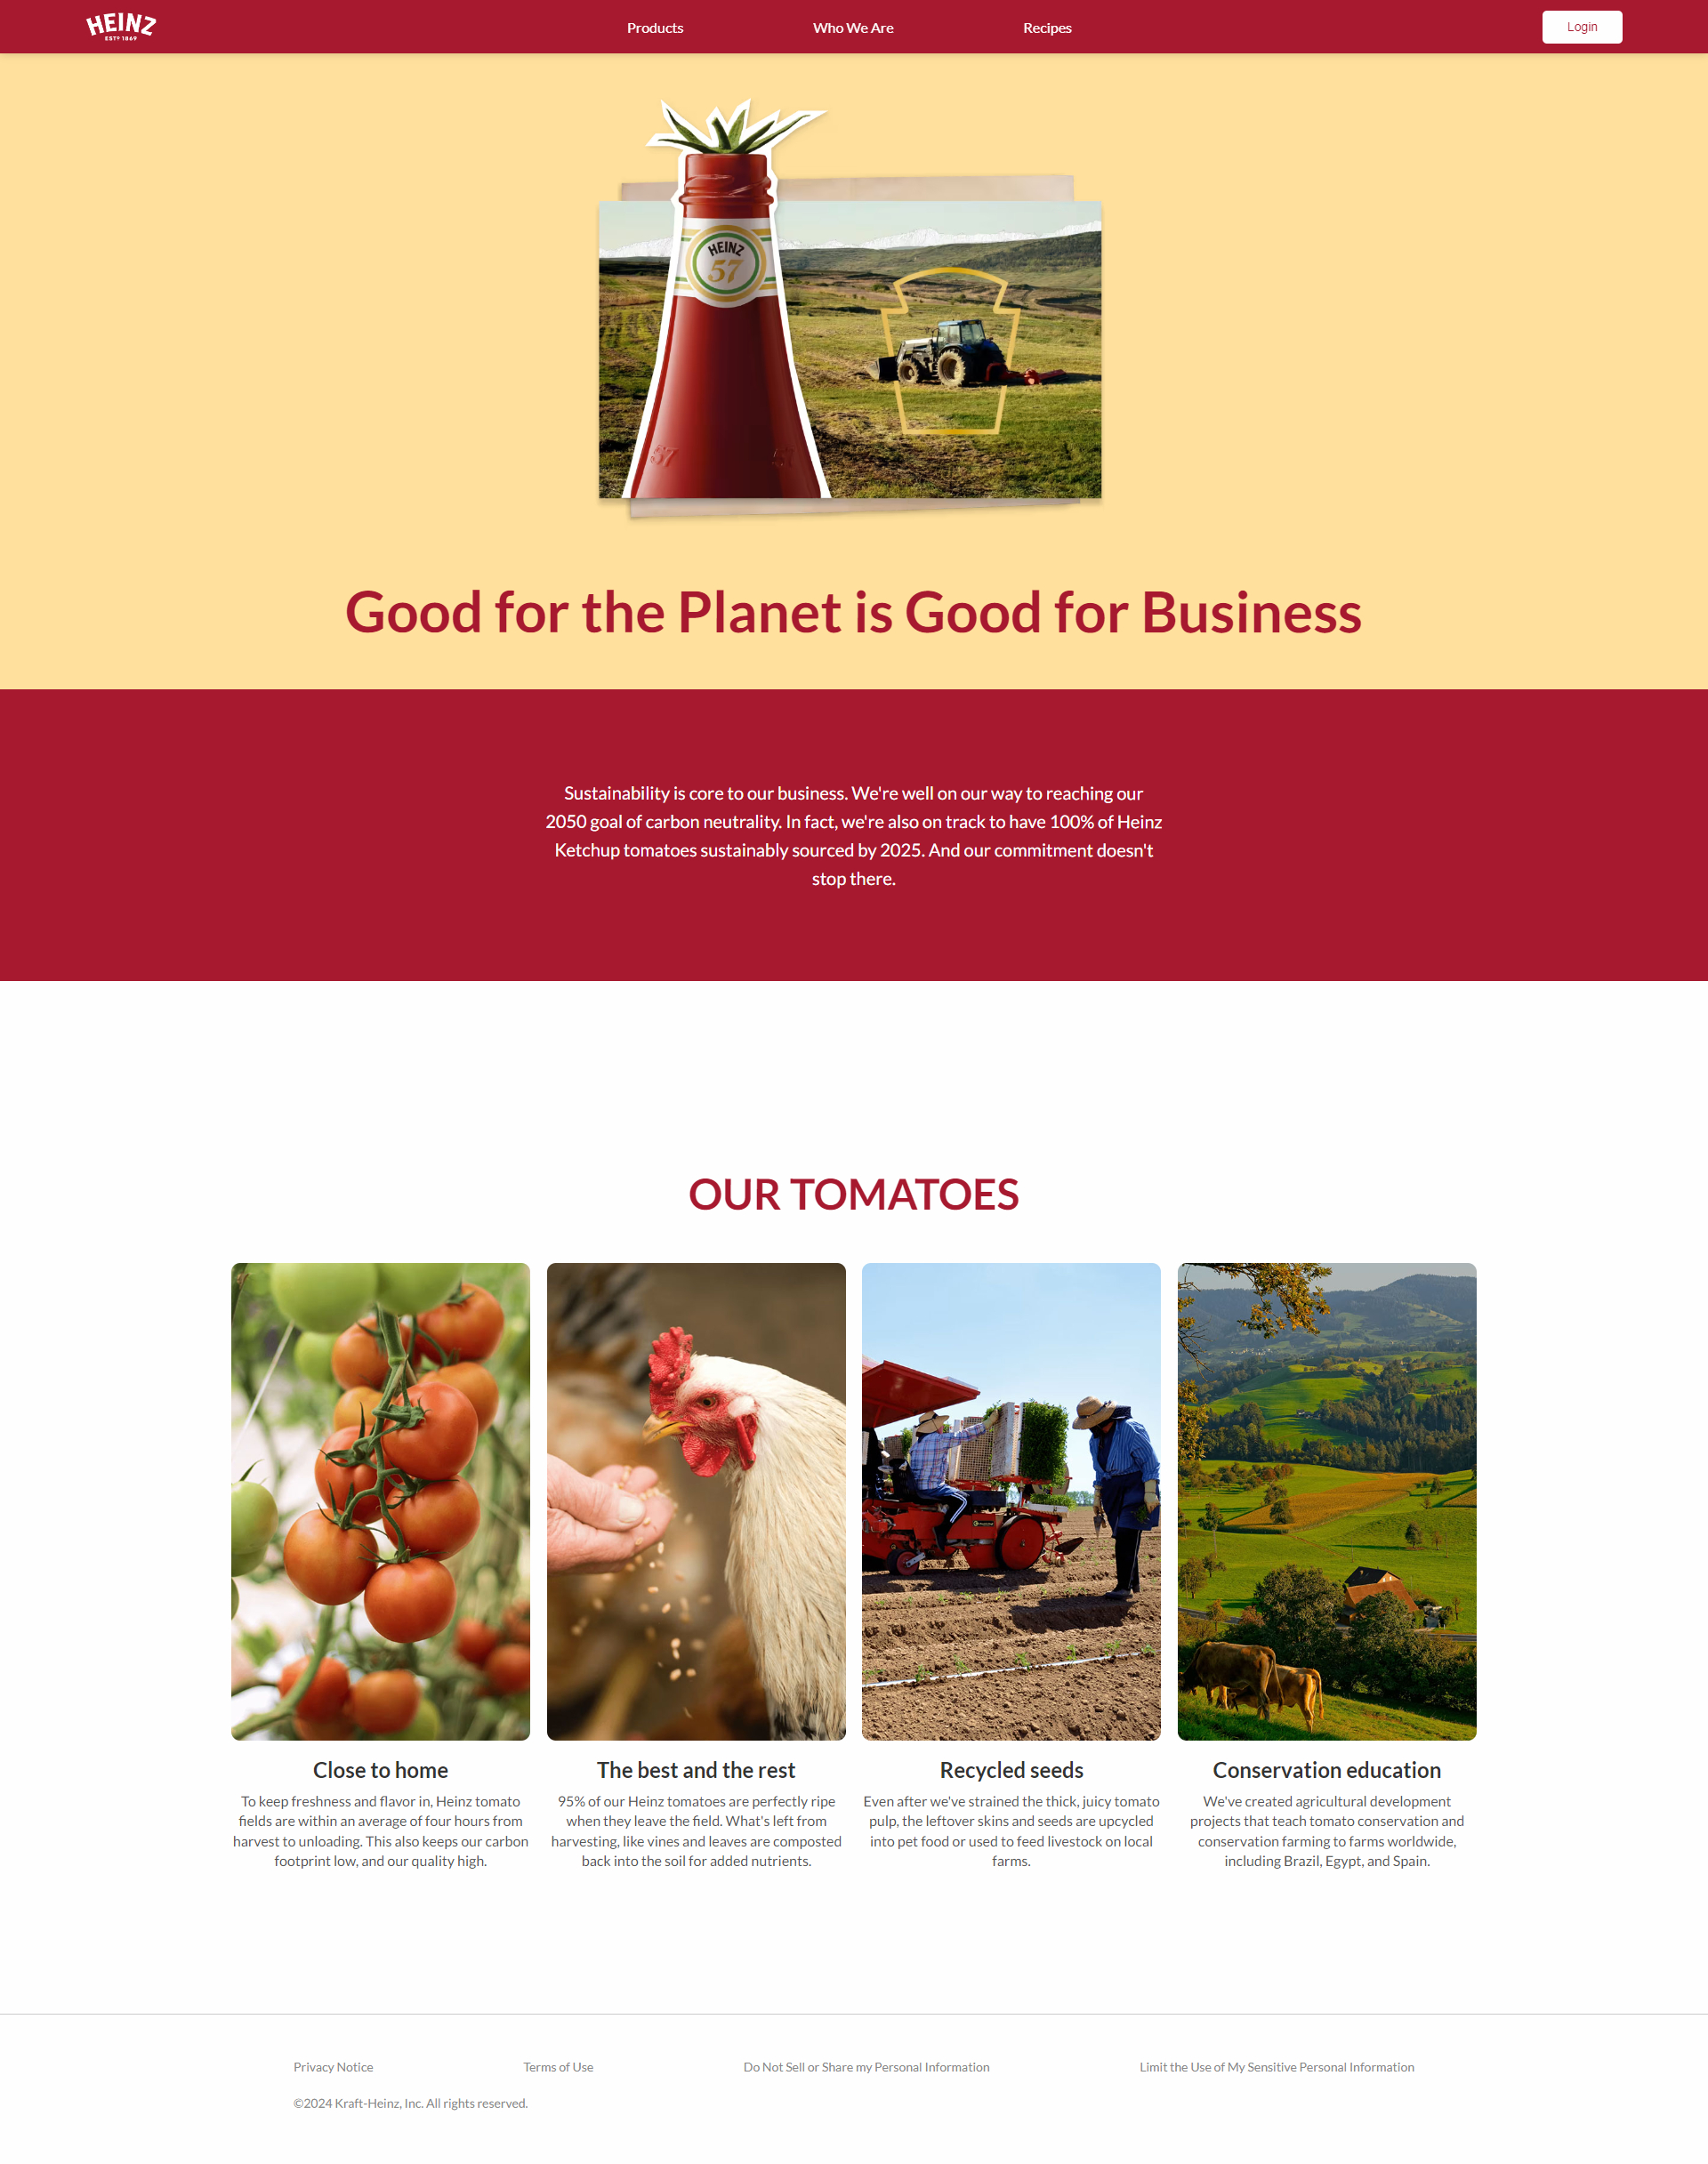 HEINZ
ESTD 1869
Products
Who We Are
Recipes
Login
HEINZ
57
57
57
Good for the Planet is Good for Business
Sustainability is core to our business. We're well on our way to reaching our
2050 goal of carbon neutrality. In fact, we're also on track to have 100% of Heinz
Ketchup tomatoes sustainably sourced by 2025. And our commitment doesn't
stop there.
OUR TOMATOES
Close to home
To keep freshness and flavor in, Heinz tomato
fields are within an average of four hours from
harvest to unloading. This also keeps our carbon
footprint low, and our quality high.
The best and the rest
95% of our Heinz tomatoes are perfectly ripe
when they leave the field. What's left from
harvesting, like vines and leaves are composted
back into the soil for added nutrients.
Recycled seeds
Even after we've strained the thick, juicy tomato
pulp, the leftover skins and seeds are upcycled
into pet food or used to feed livestock on local
farms.
Conservation education
We've created agricultural development
projects that teach tomato conservation and
conservation farming to farms worldwide,
including Brazil, Egypt, and Spain.
Privacy Notice
Terms of Use
Do Not Sell or Share my Personal Information
Limit the Use of My Sensitive Personal Information
©2024 Kraft-Heinz, Inc. All rights reserved.